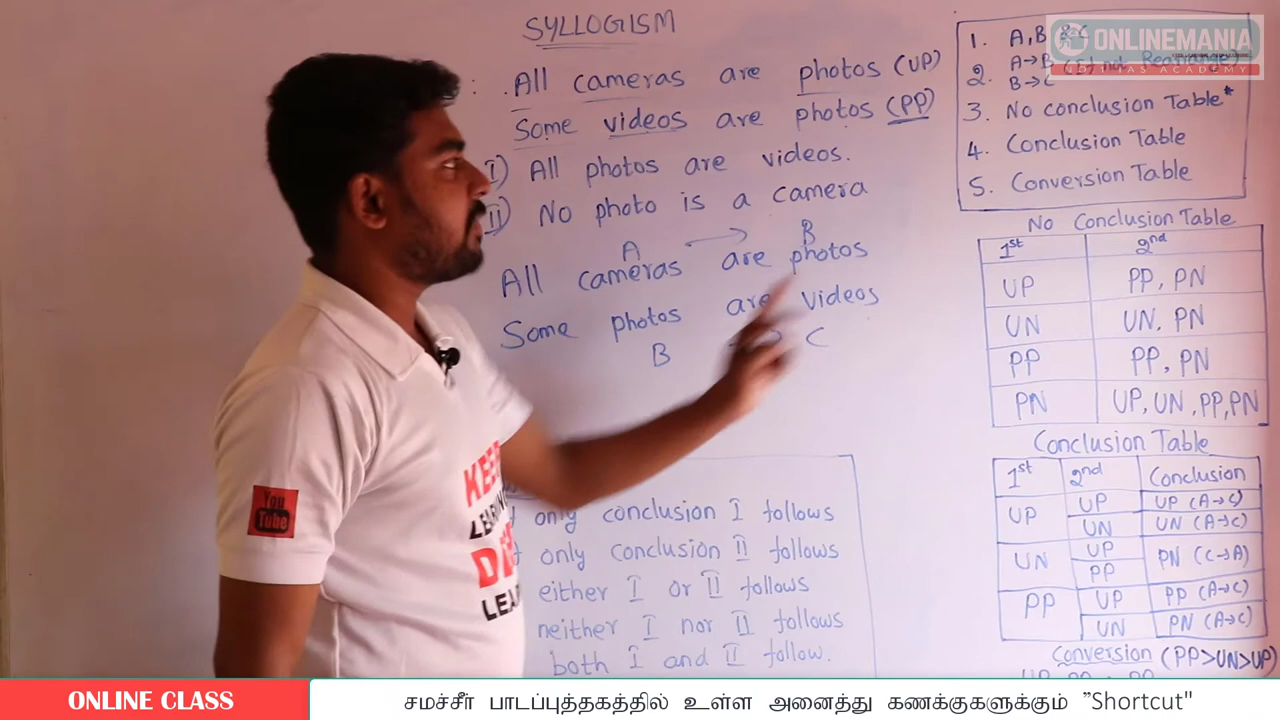 SYLLOGISM
: All cameras are photos (UP)
Some videos are photos (PP)
I) All photos are videos.
II) No photo is a camera
A → B
All cameras are photos
Some photos are videos
B → C
only conclusion I follows
only conclusion II follows
either I or II follows
neither I nor II follows
both I and II follow.
1. A, B & C
2. A→B (If not Rearrange)
B→C
3. No conclusion Table*
4. Conclusion Table
5. Conversion Table
No Conclusion Table
1st 2nd
UP PP, PN
UN UN, PN
PP PP, PN
PN UP, UN, PP, PN
Conclusion Table
1st 2nd Conclusion
UP UP UP (A→C)
UN UN (A→C)
UN UP PN (C→A)
PP
PP UP PP (A→C)
UN PN (A→C)
Conversion (PP>UN>UP)
ONLINEMANIA
You
Tube
KEEP
LEARNING
ONLINE CLASS
சமச்சீர் பாடப்புத்தகத்தில் உள்ள அனைத்து கணக்குகளுக்கும் ”Shortcut"